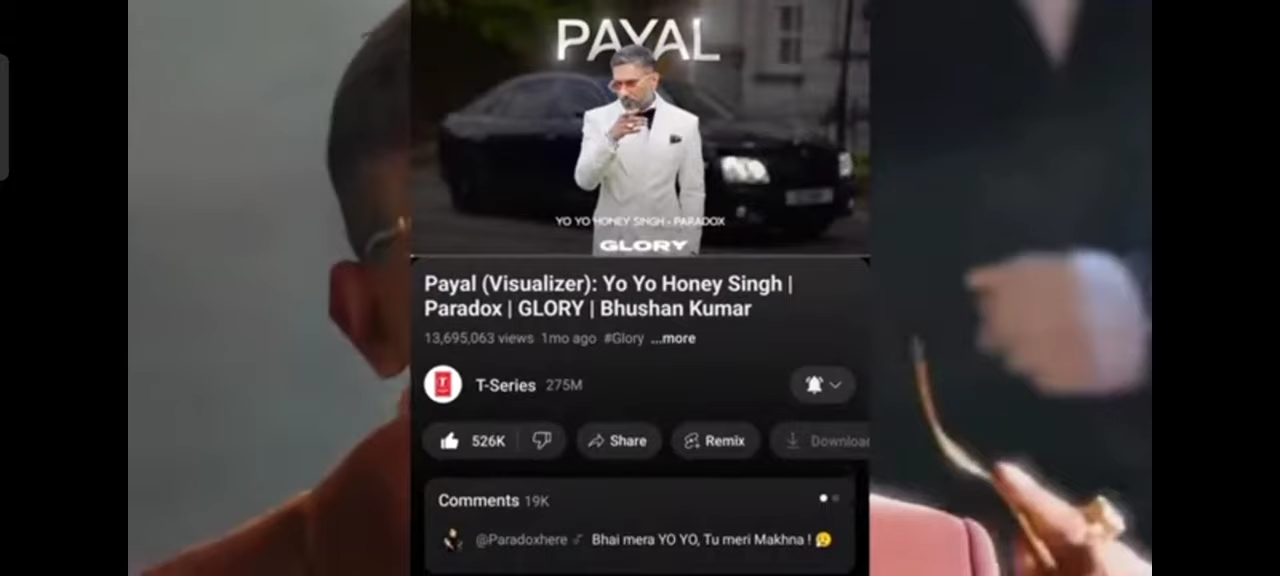 PAYAL
YO YO HONEY SINGH • PARADOX
GLORY
Payal (Visualizer): Yo Yo Honey Singh |
Paradox | GLORY | Bhushan Kumar
13,695,063 views 1mo ago #Glory ...more
T-Series 275M
526K Share Remix Download
Comments 19K
@Paradoxhere Bhai mera YO YO, Tu meri Makhna ! 🥲